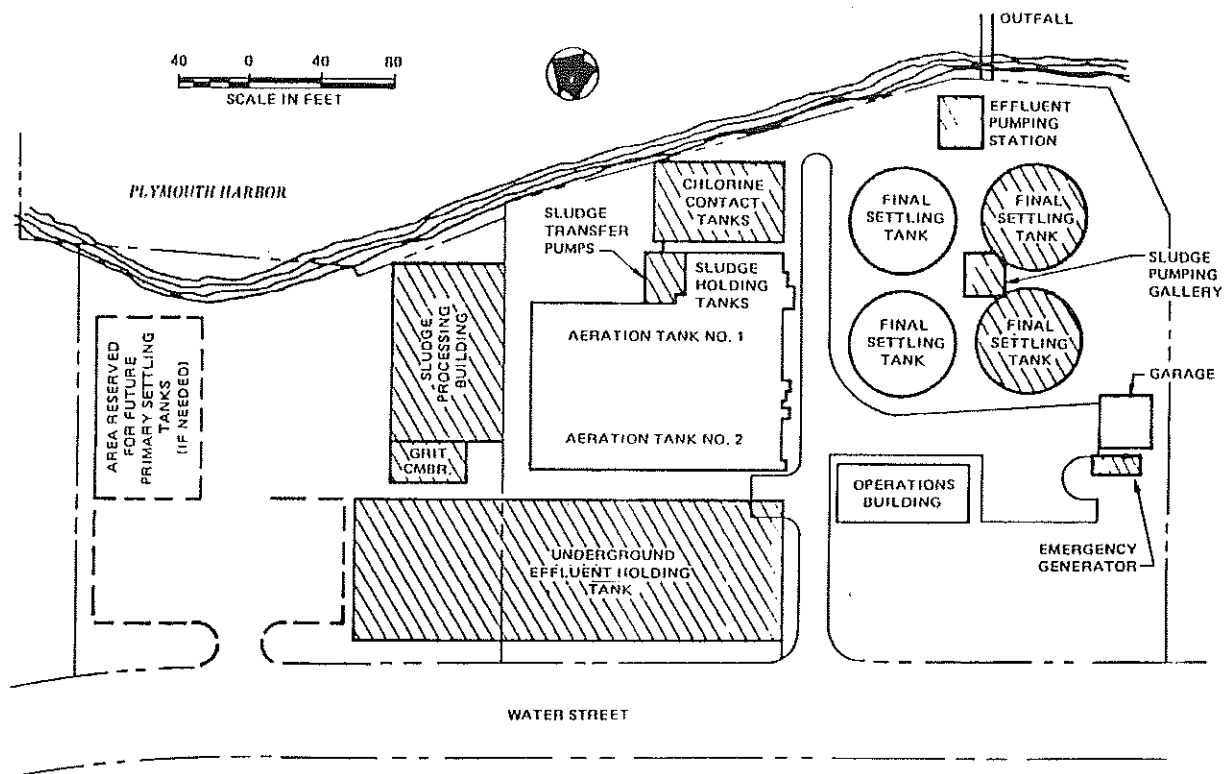 OUTFALL
40 0 40 80
SCALE IN FEET
EFFLUENT
PUMPING
STATION
PLYMOUTH HARBOR
CHLORINE
CONTACT
TANKS
FINAL
SETTLING
TANK
FINAL
SETTLING
TANK
SLUDGE
TRANSFER
PUMPS
SLUDGE
HOLDING
TANKS
SLUDGE
PUMPING
GALLERY
AREA RESERVED
FOR FUTURE
PRIMARY SETTLING
TANKS
(IF NEEDED)
SLUDGE
PROCESSING
BUILDING
AERATION TANK NO. 1
FINAL
SETTLING
TANK
FINAL
SETTLING
TANK
GARAGE
AERATION TANK NO. 2
GRIT
CMBR.
OPERATIONS
BUILDING
UNDERGROUND
EFFLUENT HOLDING
TANK
EMERGENCY
GENERATOR
WATER STREET